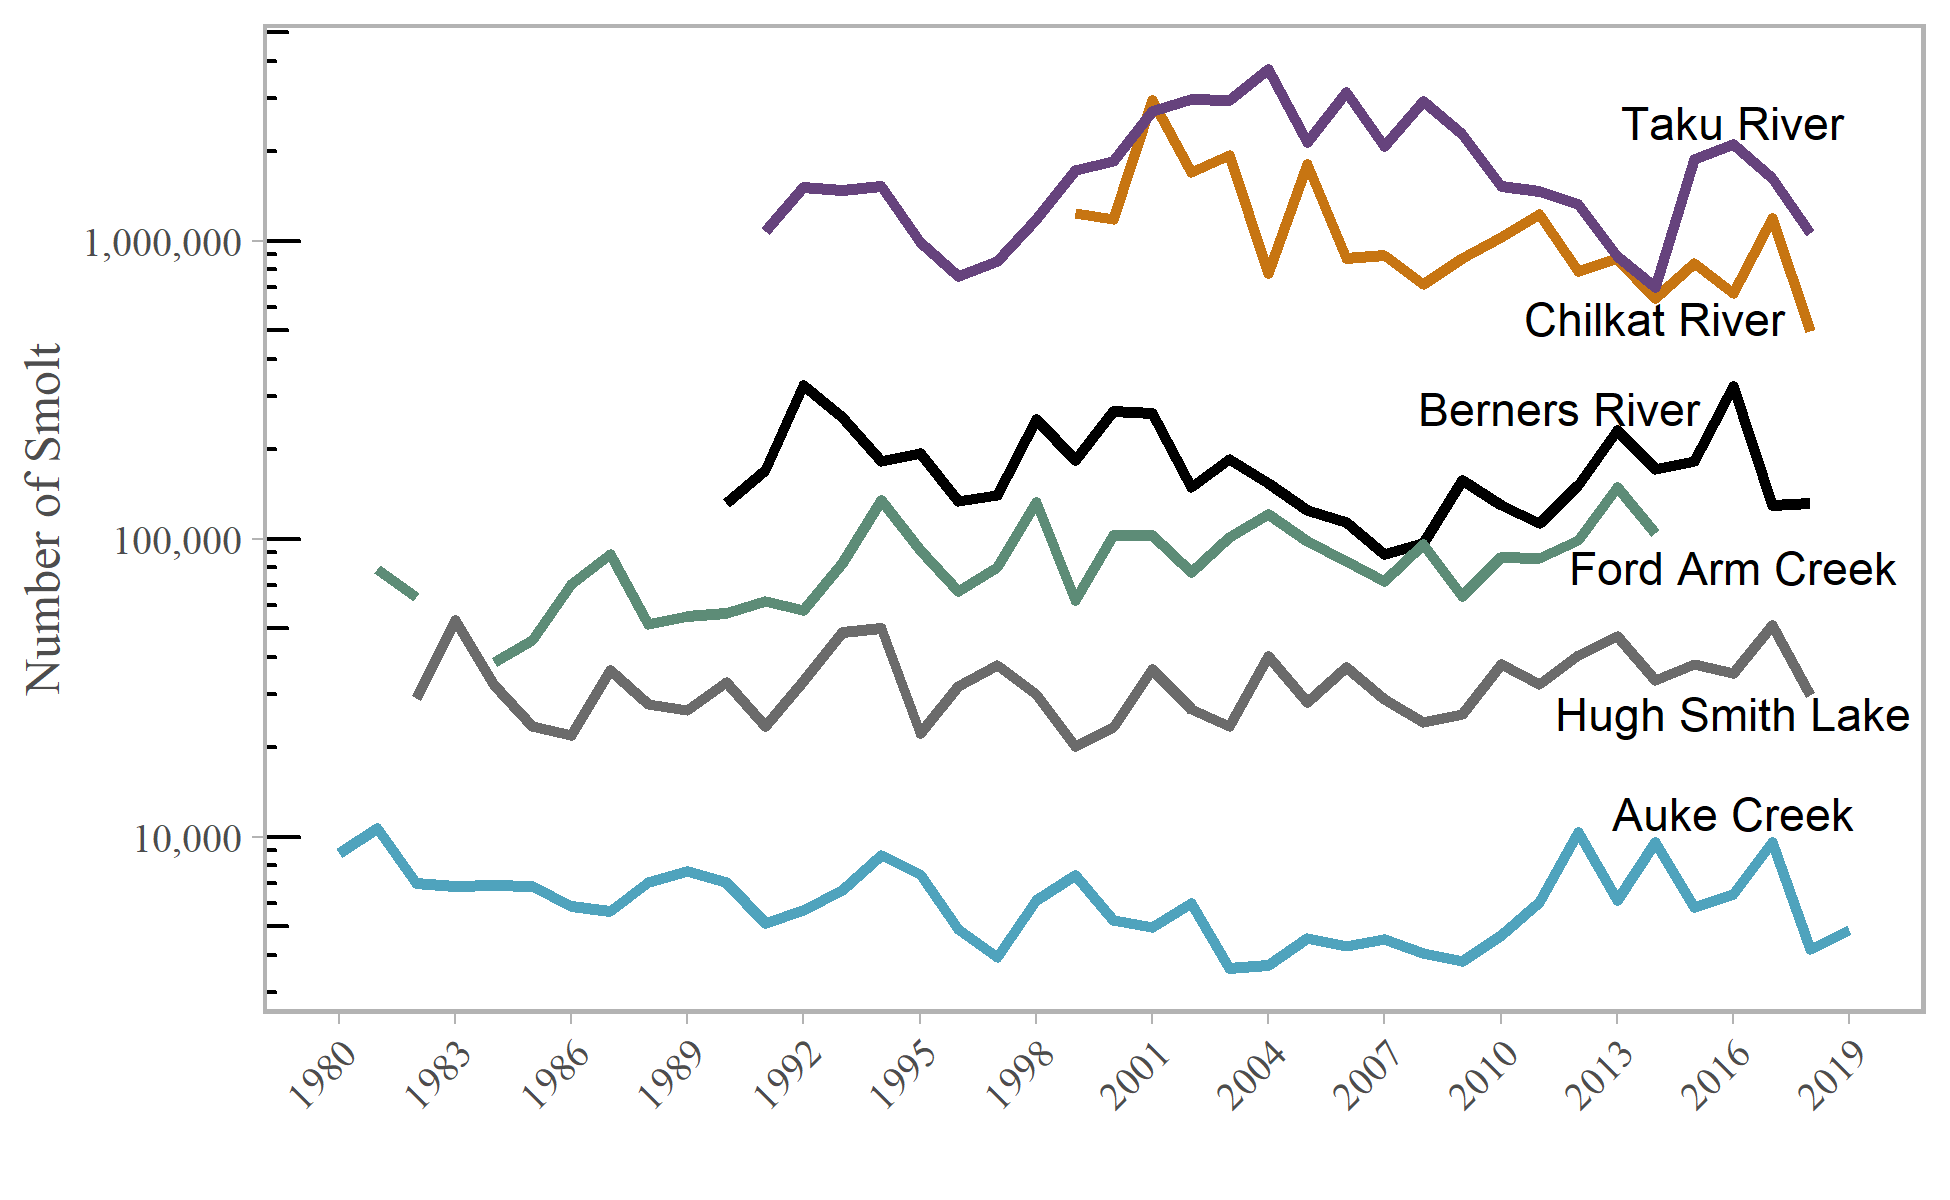 Number of Smolt
1,000,000
100,000
10,000
Taku River
Chilkat River
Berners River
Ford Arm Creek
Hugh Smith Lake
Auke Creek
1980
1983
1986
1989
1992
1995
1998
2001
2004
2007
2010
2013
2016
2019